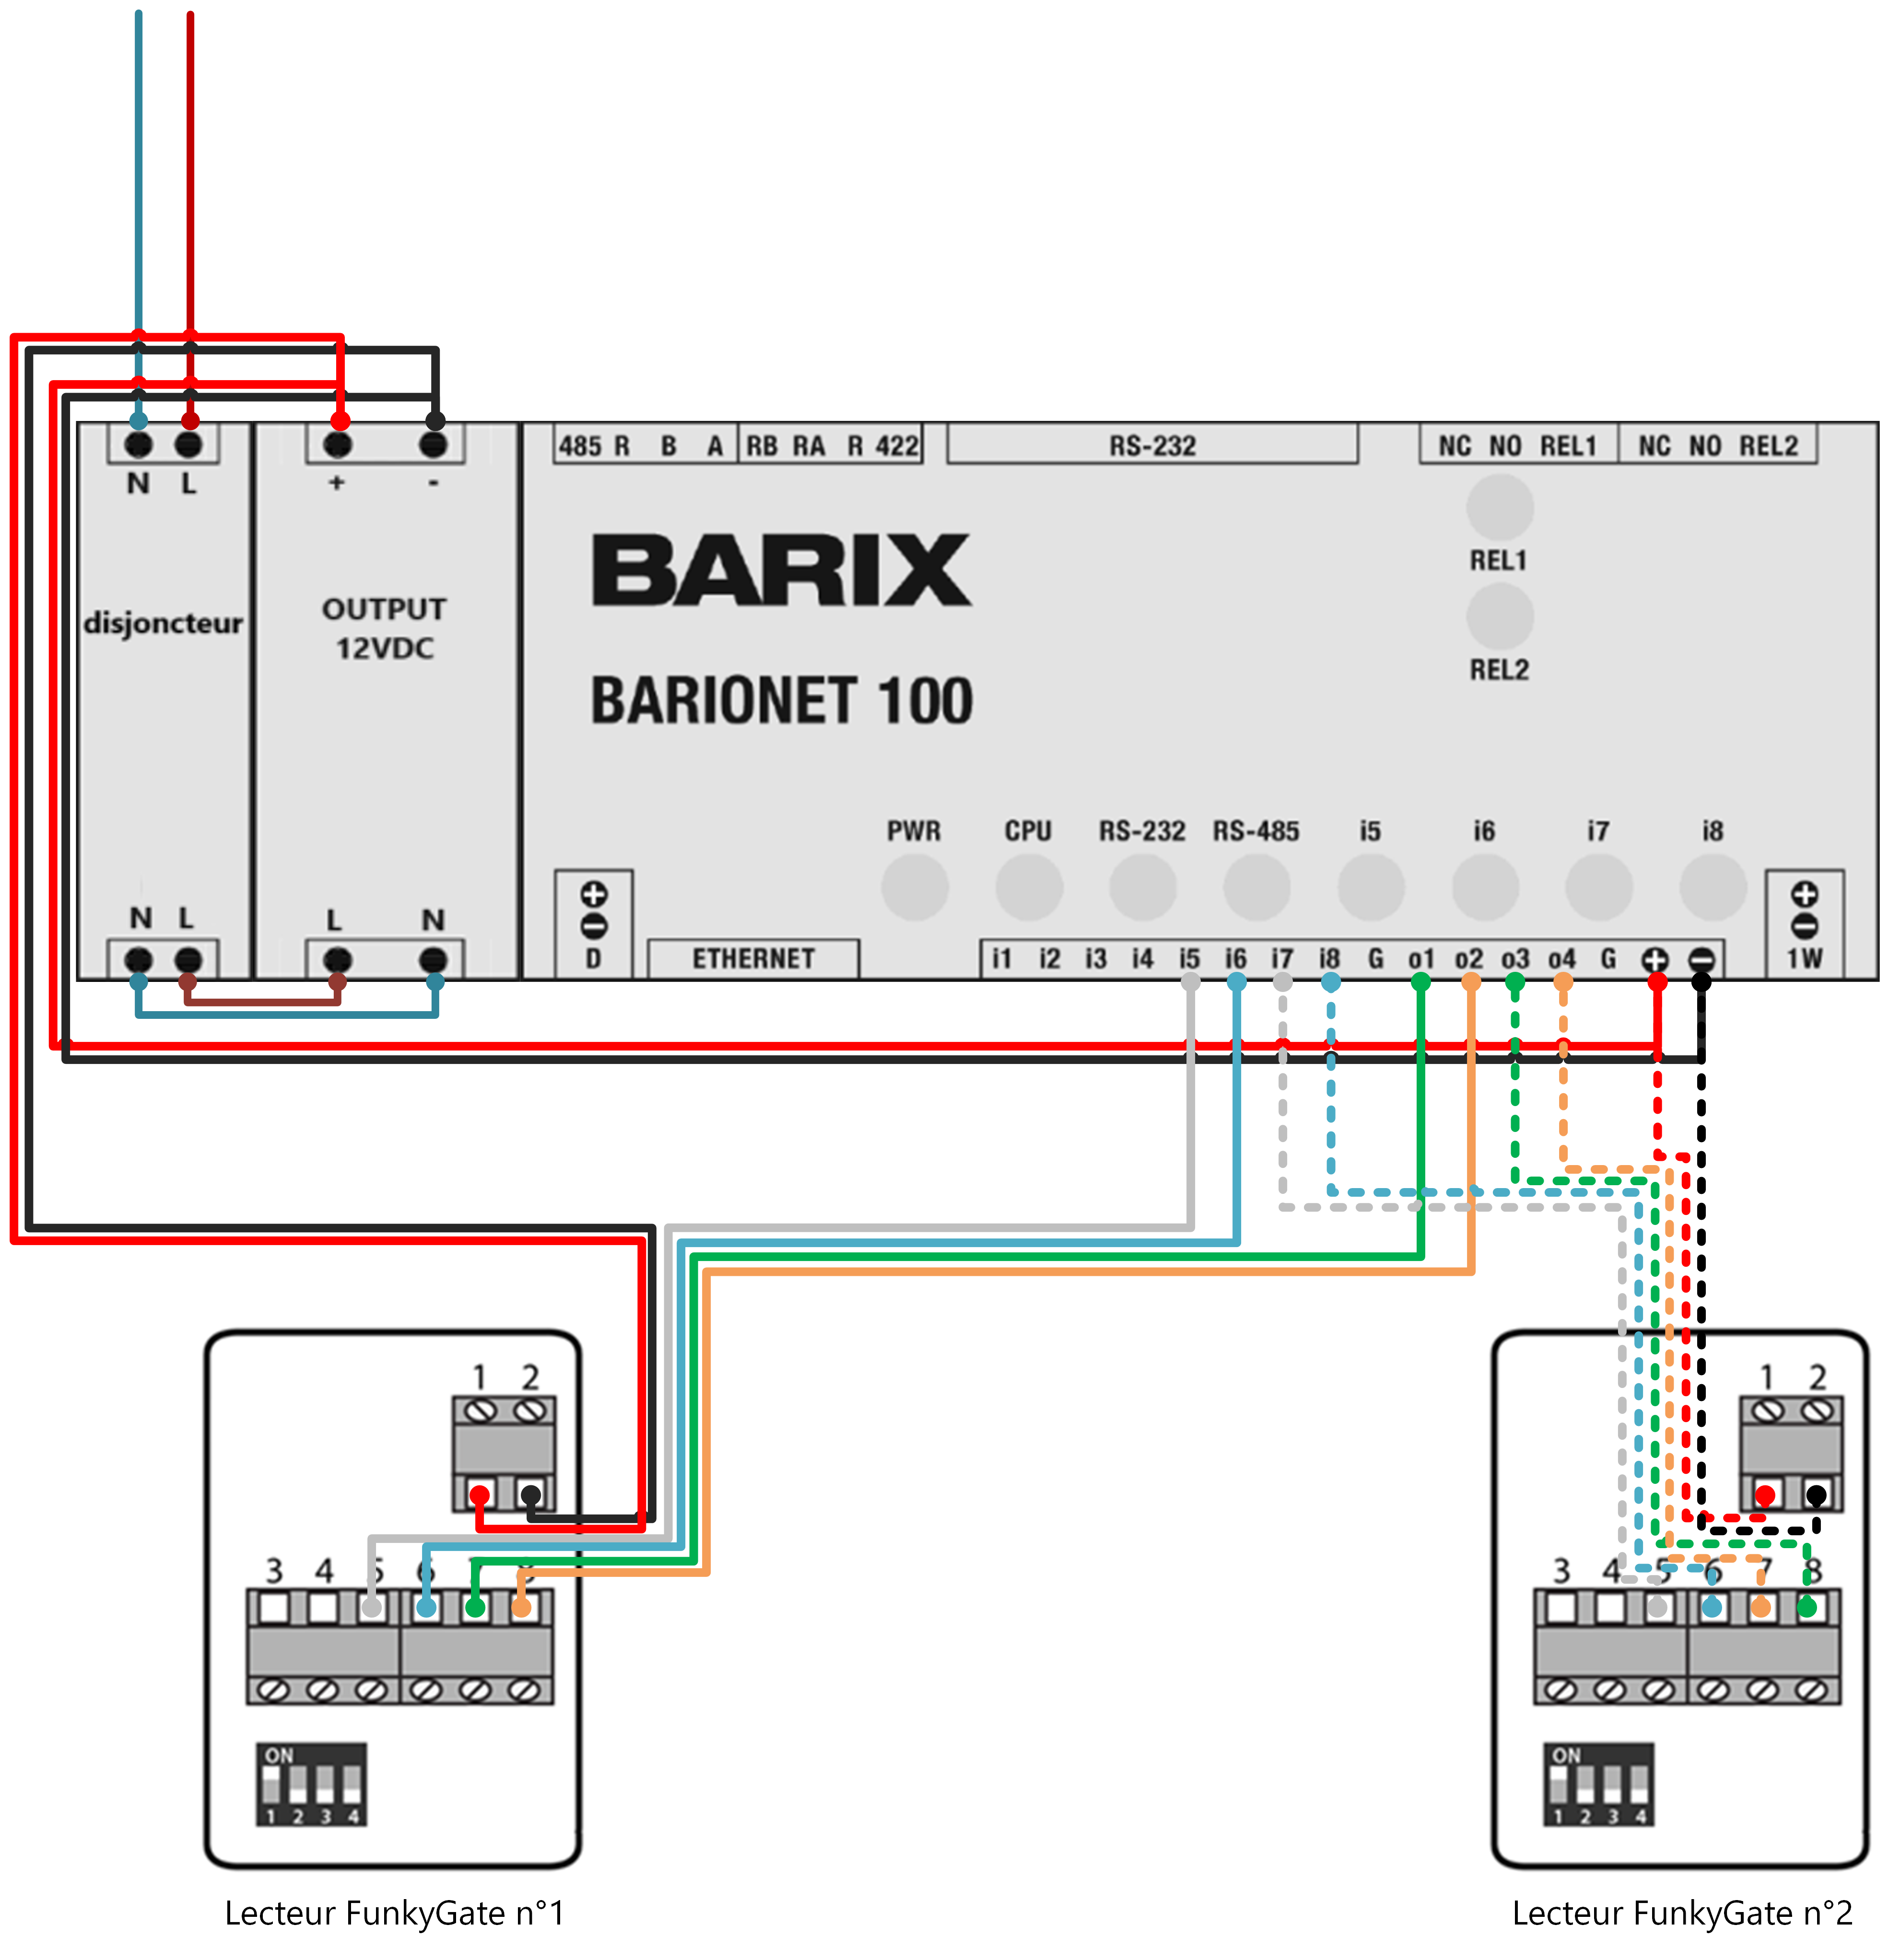 485 R B A RB RA R 422 RS-232 NC NO REL1 NC NO REL2
N L + -
REL1
disjoncteur
OUTPUT
12VDC
BARIX
REL2
BARIONET 100
PWR CPU RS-232 RS-485 i5 i6 i7 i8
N L L N
D ETHERNET i1 i2 i3 i4 i5 i6 i7 i8 G o1 o2 o3 o4 G + - 1W
1 2
3 4 5 6
ON
1 2 3 4
Lecteur FunkyGate n°1
1 2
3 4 5 6 7 8
ON
1 2 3 4
Lecteur FunkyGate n°2